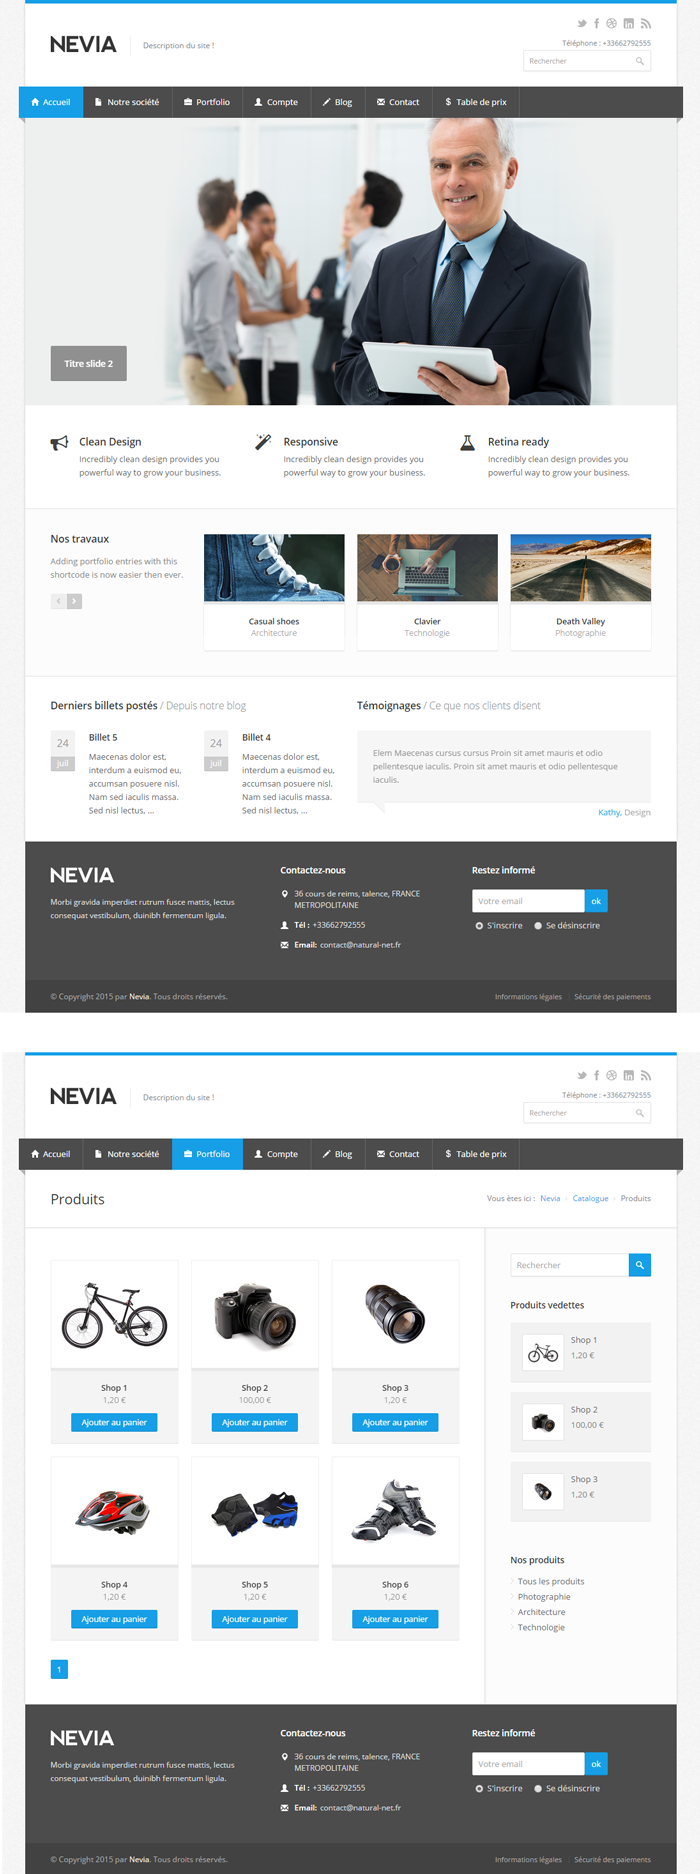 NEVIA
Description du site !
Téléphone : +33662792555
Rechercher
Accueil
Notre société
Portfolio
Compte
Blog
Contact
$ Table de prix
Titre slide 2
Clean Design
Incredibly clean design provides you
powerful way to grow your business.
Responsive
Incredibly clean design provides you
powerful way to grow your business.
Retina ready
Incredibly clean design provides you
powerful way to grow your business.
Nos travaux
Adding portfolio entries with this
shortcode is now easier then ever.
Casual shoes
Architecture
Clavier
Technologie
Death Valley
Photographie
Derniers billets postés / Depuis notre blog
24
juil
Billet 5
Maecenas dolor est,
interdum a euismod eu,
accumsan posuere nisl.
Nam sed iaculis massa.
Sed nisl lectus, ...
24
juil
Billet 4
Maecenas dolor est,
interdum a euismod eu,
accumsan posuere nisl.
Nam sed iaculis massa.
Sed nisl lectus, ...
Témoignages / Ce que nos clients disent
Elem Maecenas cursus cursus Proin sit amet mauris et odio
pellentesque iaculis. Proin sit amet mauris et odio pellentesque
iaculis.
Kathy, Design
NEVIA
Morbi gravida imperdiet rutrum fusce mattis, lectus
consequat vestibulum, duinibh fermentum ligula.
Contactez-nous
36 cours de reims, talence, FRANCE
METROPOLITAINE
Tél : +33662792555
Email: contact@natural-net.fr
Restez informé
Votre email
ok
S'inscrire
Se désinscrire
© Copyright 2015 par Nevia. Tous droits réservés.
Informations légales
Sécurité des paiements
NEVIA
Description du site !
Téléphone : +33662792555
Rechercher
Accueil
Notre société
Portfolio
Compte
Blog
Contact
$ Table de prix
Produits
Vous êtes ici : Nevia Catalogue Produits
Shop 1
1,20 €
Ajouter au panier
Shop 2
100,00 €
Ajouter au panier
Shop 3
1,20 €
Ajouter au panier
Shop 4
1,20 €
Ajouter au panier
Shop 5
1,20 €
Ajouter au panier
Shop 6
1,20 €
Ajouter au panier
1
Rechercher
Produits vedettes
Shop 1
1,20 €
Shop 2
100,00 €
Shop 3
1,20 €
Nos produits
Tous les produits
Photographie
Architecture
Technologie
NEVIA
Morbi gravida imperdiet rutrum fusce mattis, lectus
consequat vestibulum, duinibh fermentum ligula.
Contactez-nous
36 cours de reims, talence, FRANCE
METROPOLITAINE
Tél : +33662792555
Email: contact@natural-net.fr
Restez informé
Votre email
ok
S'inscrire
Se désinscrire
© Copyright 2015 par Nevia. Tous droits réservés.
Informations légales
Sécurité des paiements